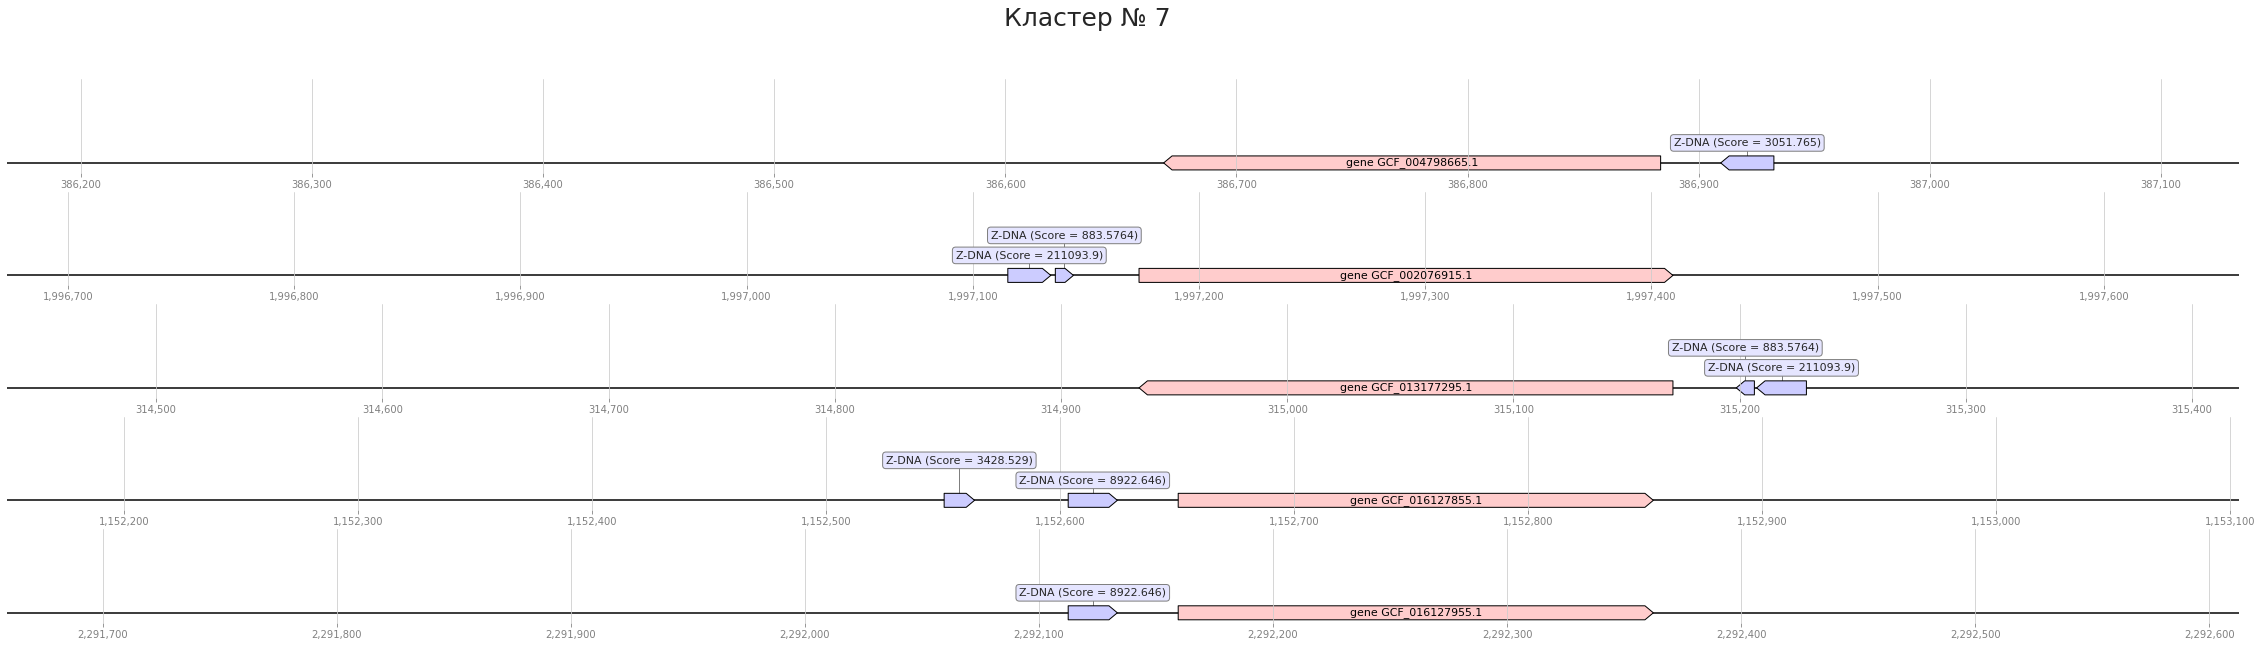 Кластер № 7
Z-DNA (Score = 3051.765)
gene GCF_004798665.1
386,200 386,300 386,400 386,500 386,600 386,700 386,800 386,900 387,000 387,100
Z-DNA (Score = 883.5764)
Z-DNA (Score = 211093.9)
gene GCF_002076915.1
1,996,700 1,996,800 1,996,900 1,997,000 1,997,100 1,997,200 1,997,300 1,997,400 1,997,500 1,997,600
Z-DNA (Score = 883.5764)
Z-DNA (Score = 211093.9)
gene GCF_013177295.1
314,500 314,600 314,700 314,800 314,900 315,000 315,100 315,200 315,300 315,400
Z-DNA (Score = 3428.529)
Z-DNA (Score = 8922.646)
gene GCF_016127855.1
1,152,200 1,152,300 1,152,400 1,152,500 1,152,600 1,152,700 1,152,800 1,152,900 1,153,000 1,153,100
Z-DNA (Score = 8922.646)
gene GCF_016127955.1
2,291,700 2,291,800 2,291,900 2,292,000 2,292,100 2,292,200 2,292,300 2,292,400 2,292,500 2,292,600